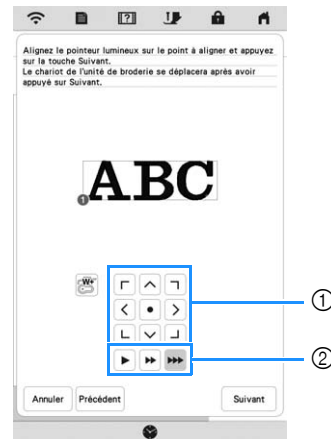 Alignez le pointeur lumineux sur le point à aligner et appuyez
sur la touche Suivant.
Le chariot de l'unité de broderie se déplacera après avoir
appuyé sur Suivant.
ABC
1
W+
①
②
Annuler
Précédent
Suivant